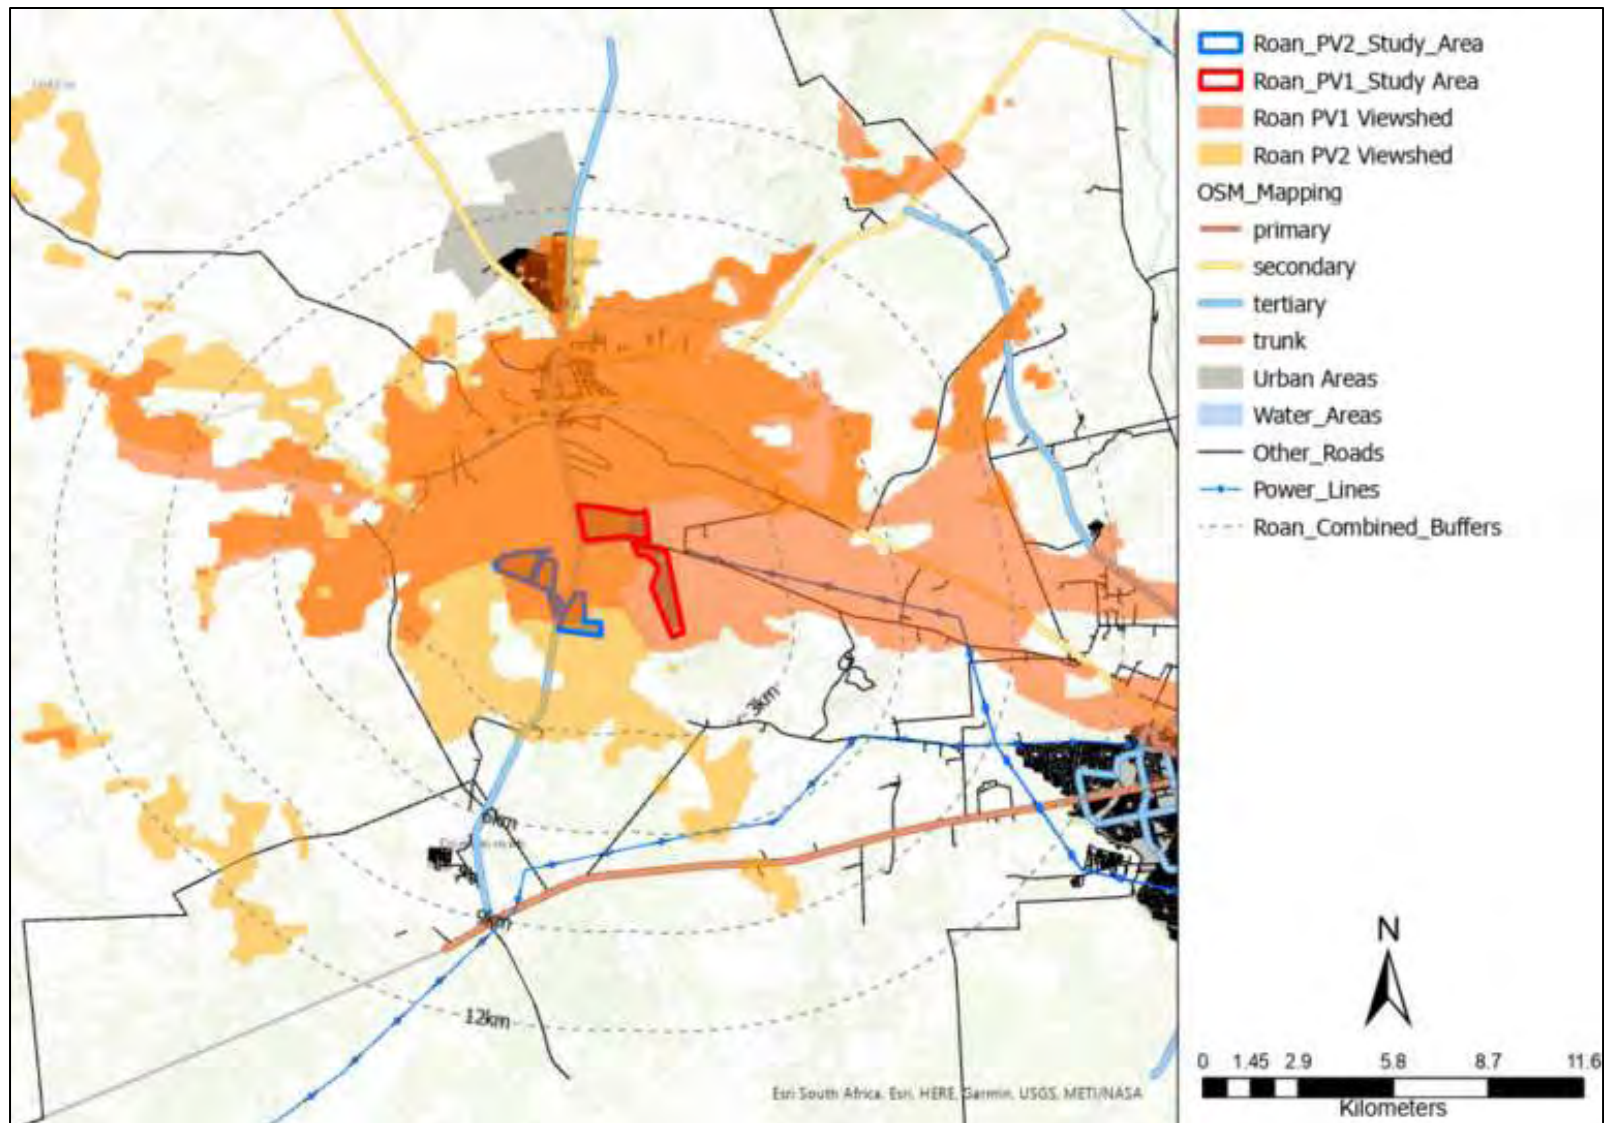 Roan_PV2_Study_Area
Roan_PV1_Study Area
Roan PV1 Viewshed
Roan PV2 Viewshed
OSM_Mapping
primary
secondary
tertiary
trunk
Urban Areas
Water_Areas
Other_Roads
Power_Lines
Roan_Combined_Buffers
3km
6km
9km
12km
N
0 1.45 2.9 5.8 8.7 11.6
Kilometers
Esri South Africa, Esri, HERE, Garmin, USGS, METI/NASA